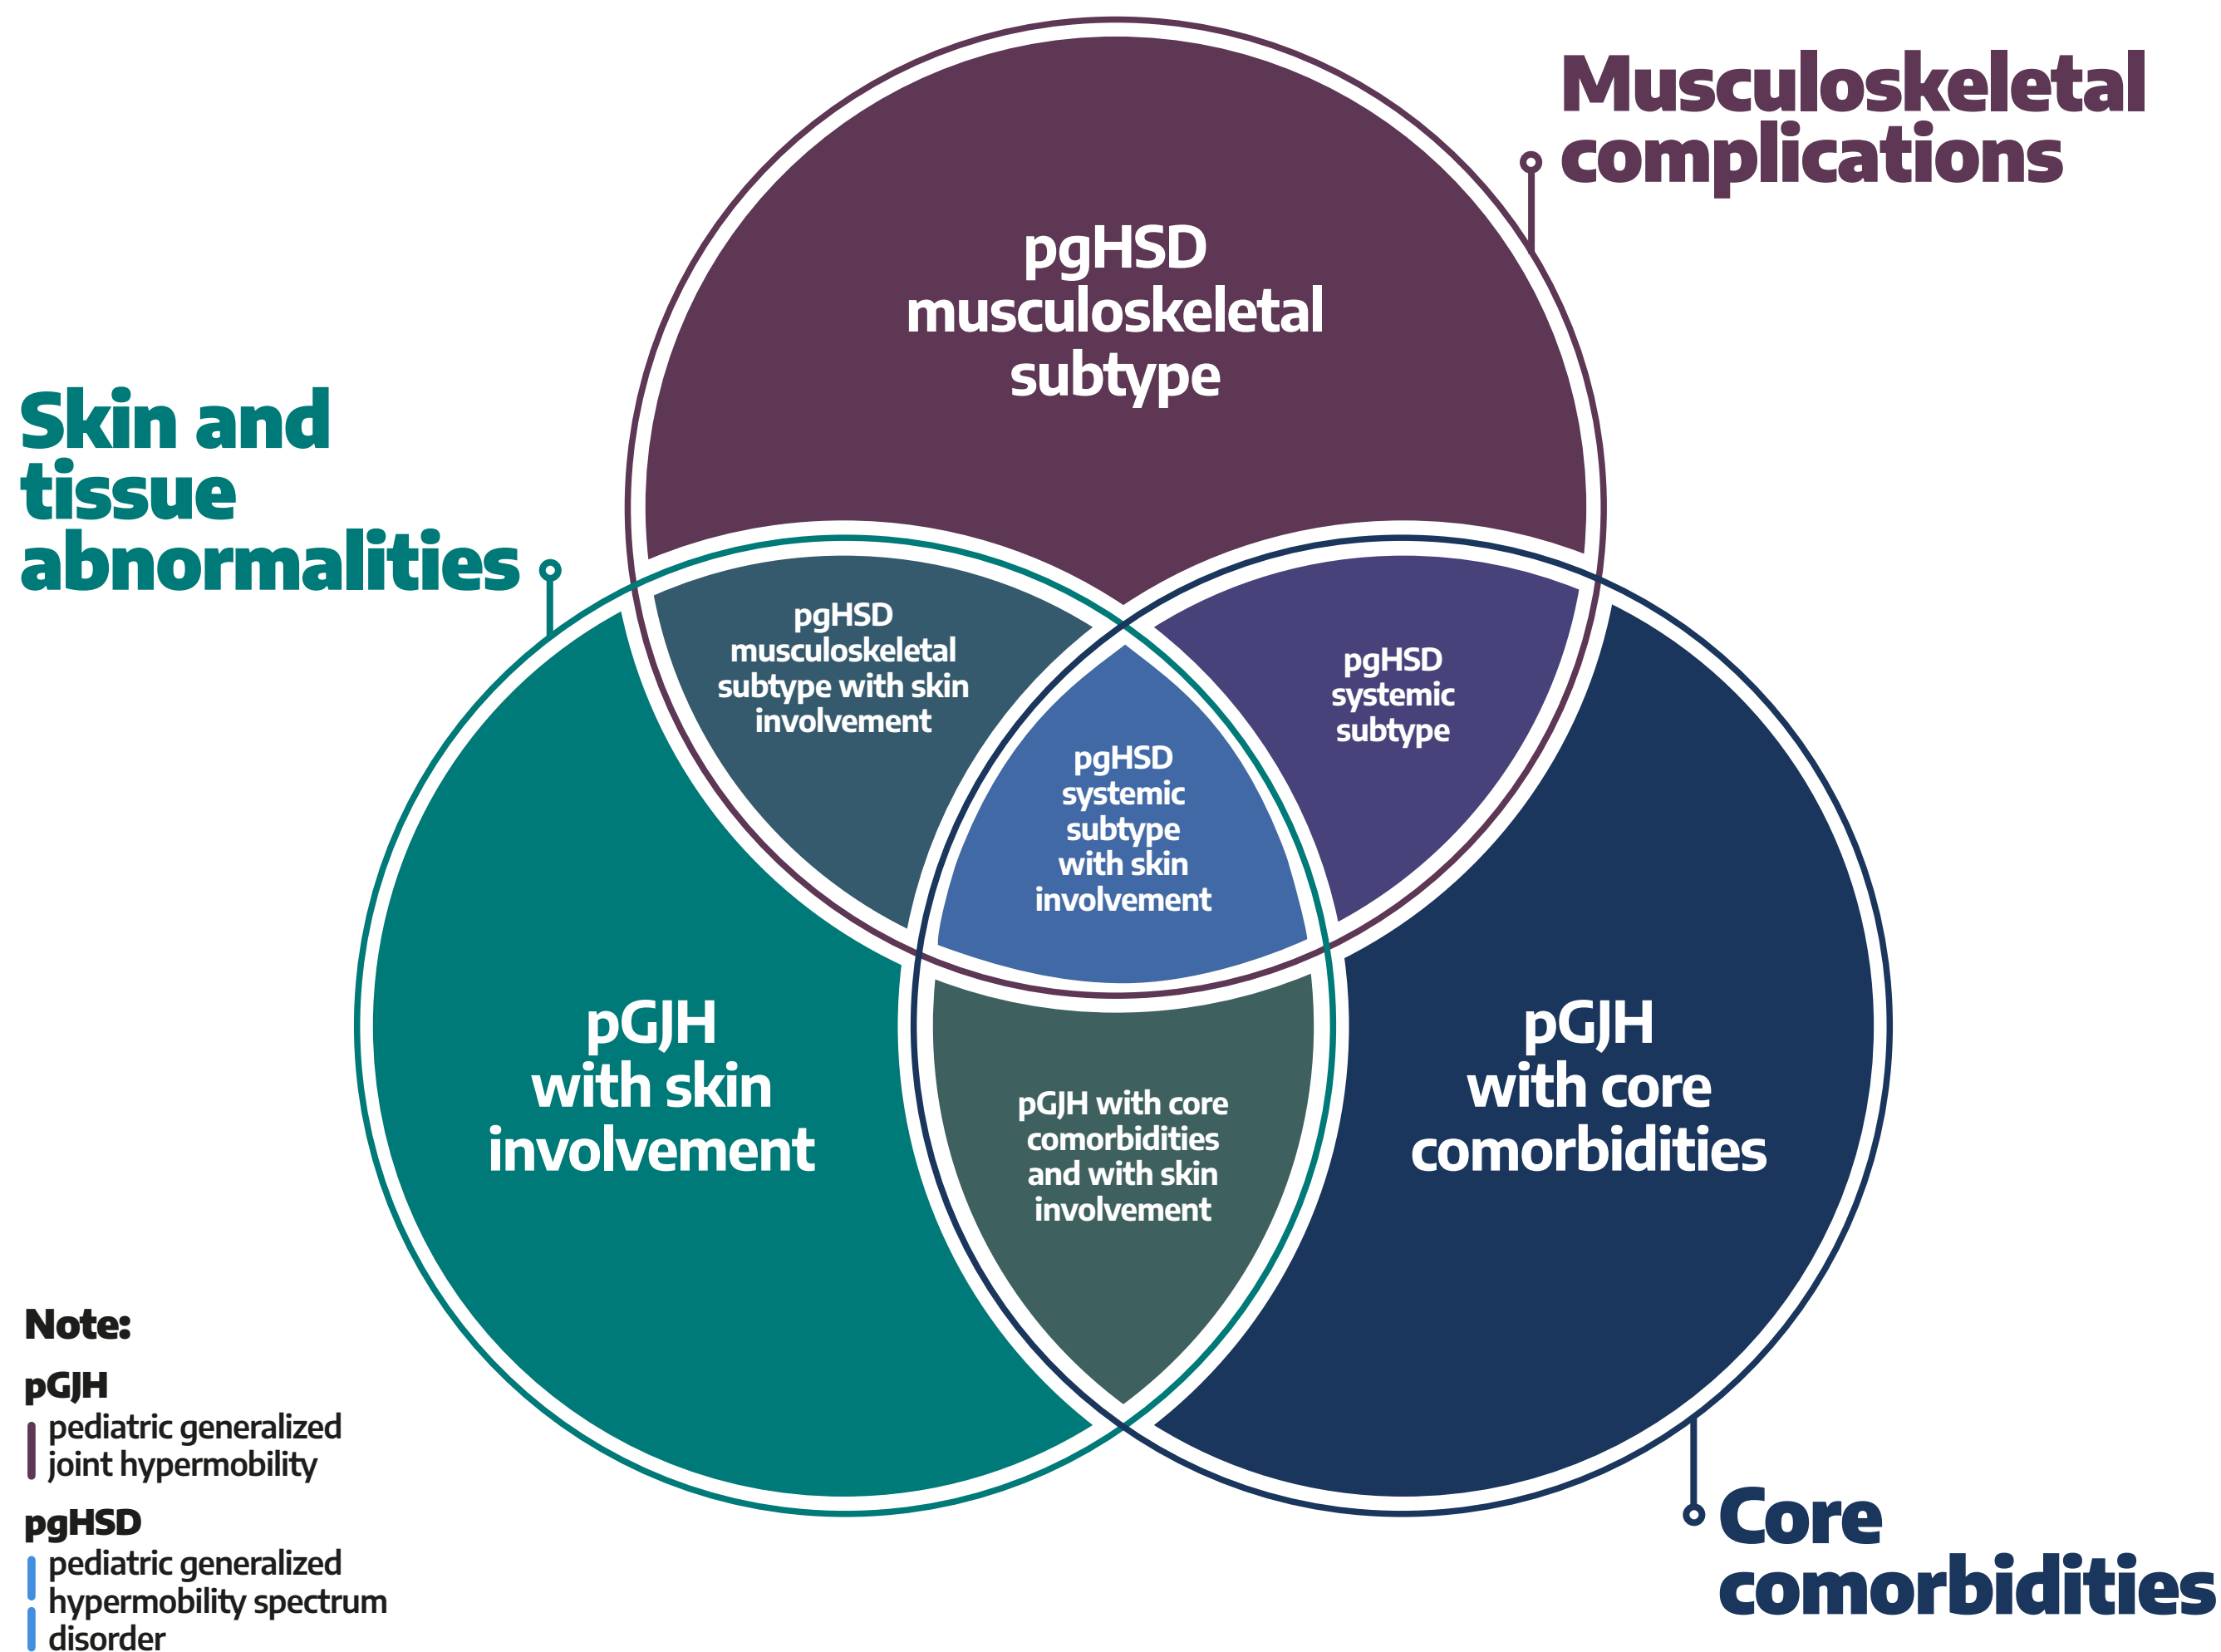 Musculoskeletal
complications
pgHSD
musculoskeletal
subtype
Skin and
tissue
abnormalities
pgHSD
musculoskeletal
subtype with skin
involvement
pgHSD
systemic
subtype
pgHSD
systemic
subtype
with skin
involvement
pGJH
with skin
involvement
pGJH
with core
comorbidities
pGJH with core
comorbidities
and with skin
involvement
Note:
pGJH
pediatric generalized
joint hypermobility
pgHSD
pediatric generalized
hypermobility spectrum
disorder
Core
comorbidities